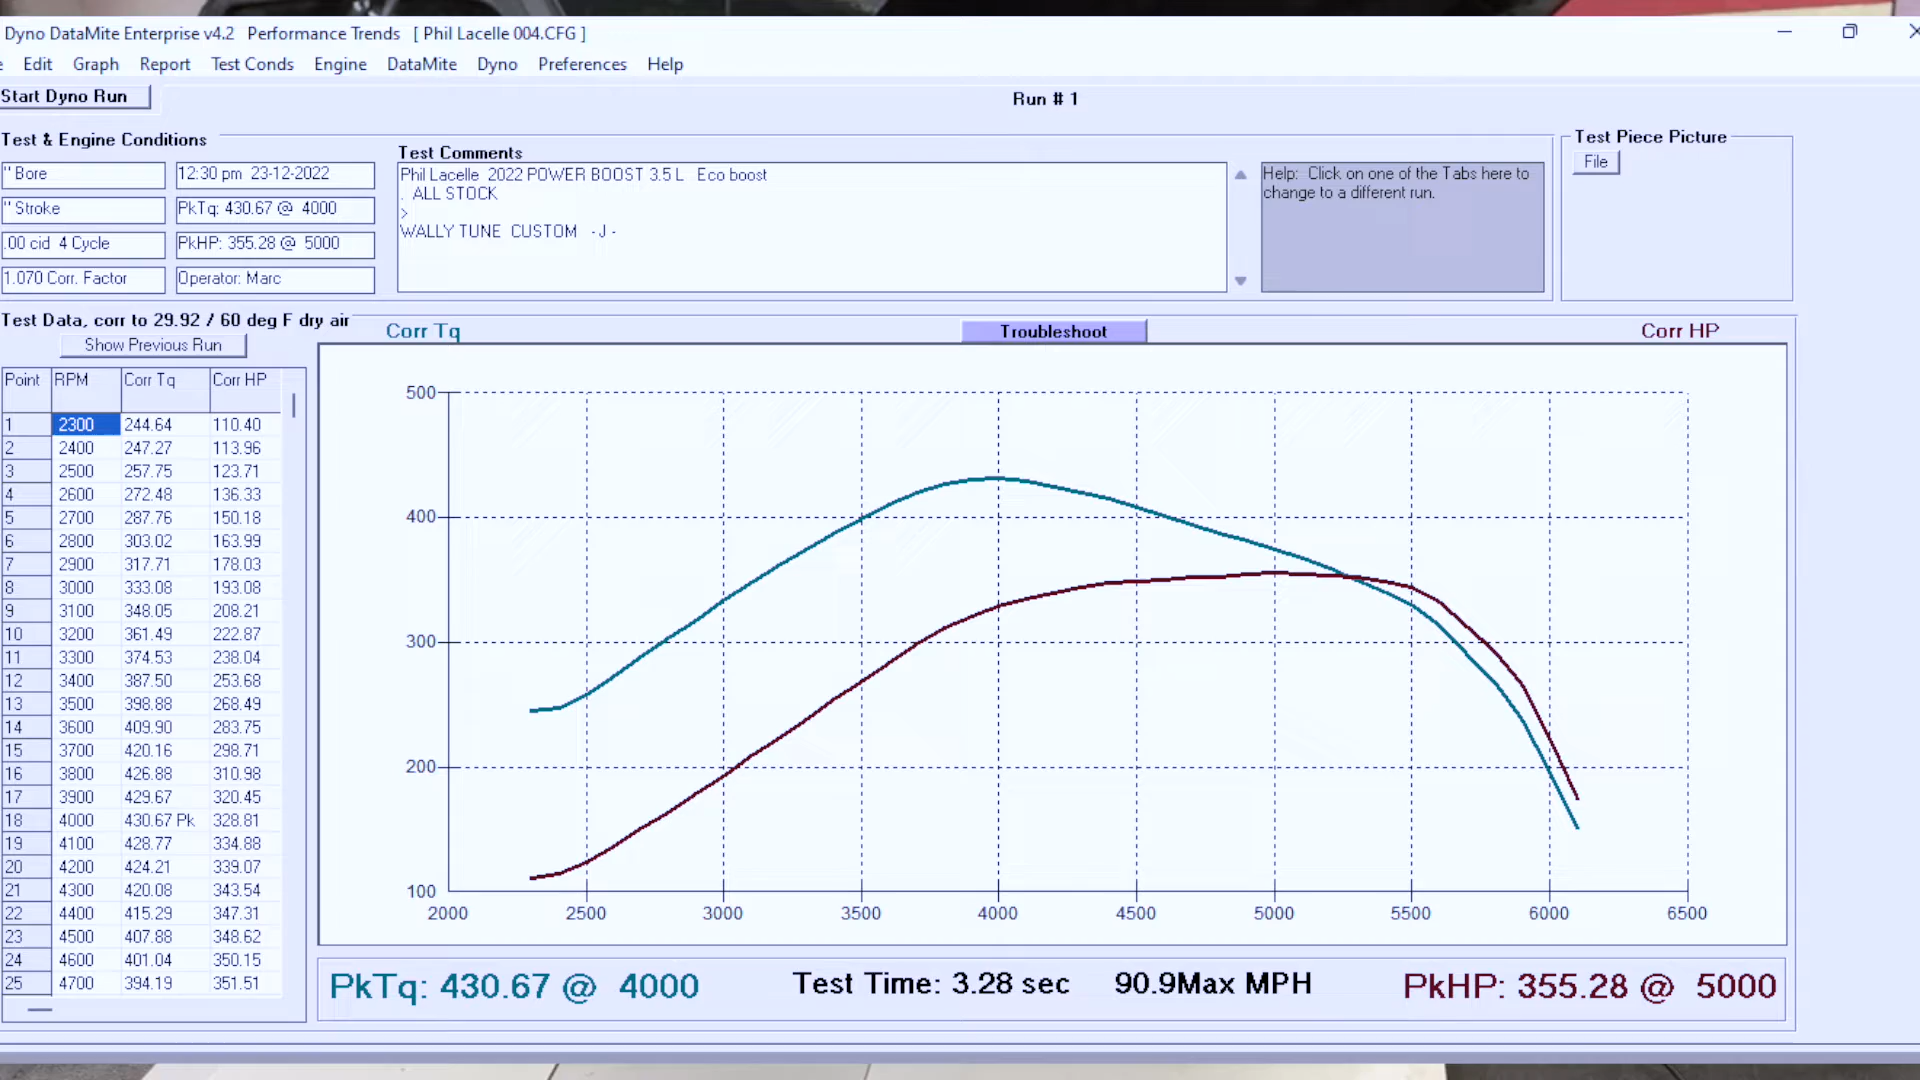 Dyno DataMite Enterprise v4.2 Performance Trends [ Phil Lacelle 004.CFG ]
Edit Graph Report Test Conds Engine DataMite Dyno Preferences Help
Start Dyno Run
Run # 1
Test & Engine Conditions
" Bore
12:30 pm 23-12-2022
" Stroke
PkTq: 430.67 @ 4000
.00 cid 4 Cycle
PkHP: 355.28 @ 5000
1.070 Corr. Factor
Operator: Marc
Test Comments
Phil Lacelle 2022 POWER BOOST 3.5 L Eco boost
. ALL STOCK
>
WALLY TUNE CUSTOM - J -
Help: Click on one of the Tabs here to
change to a different run.
Test Piece Picture
File
Test Data, corr to 29.92 / 60 deg F dry air
Show Previous Run
Point RPM Corr Tq Corr HP
1 2300 244.64 110.40
2 2400 247.27 113.96
3 2500 257.75 123.71
4 2600 272.48 136.33
5 2700 287.76 150.18
6 2800 303.02 163.99
7 2900 317.71 178.03
8 3000 333.08 193.08
9 3100 348.05 208.21
10 3200 361.49 222.87
11 3300 374.53 238.04
12 3400 387.50 253.68
13 3500 398.88 268.49
14 3600 409.90 283.75
15 3700 420.16 298.71
16 3800 426.88 310.98
17 3900 429.67 320.45
18 4000 430.67 Pk 328.81
19 4100 428.77 334.88
20 4200 424.21 339.07
21 4300 420.08 343.54
22 4400 415.29 347.31
23 4500 407.88 348.62
24 4600 401.04 350.15
25 4700 394.19 351.51
Corr Tq
Troubleshoot
Corr HP
500
400
300
200
100
2000 2500 3000 3500 4000 4500 5000 5500 6000 6500
PkTq: 430.67 @ 4000
Test Time: 3.28 sec
90.9Max MPH
PkHP: 355.28 @ 5000